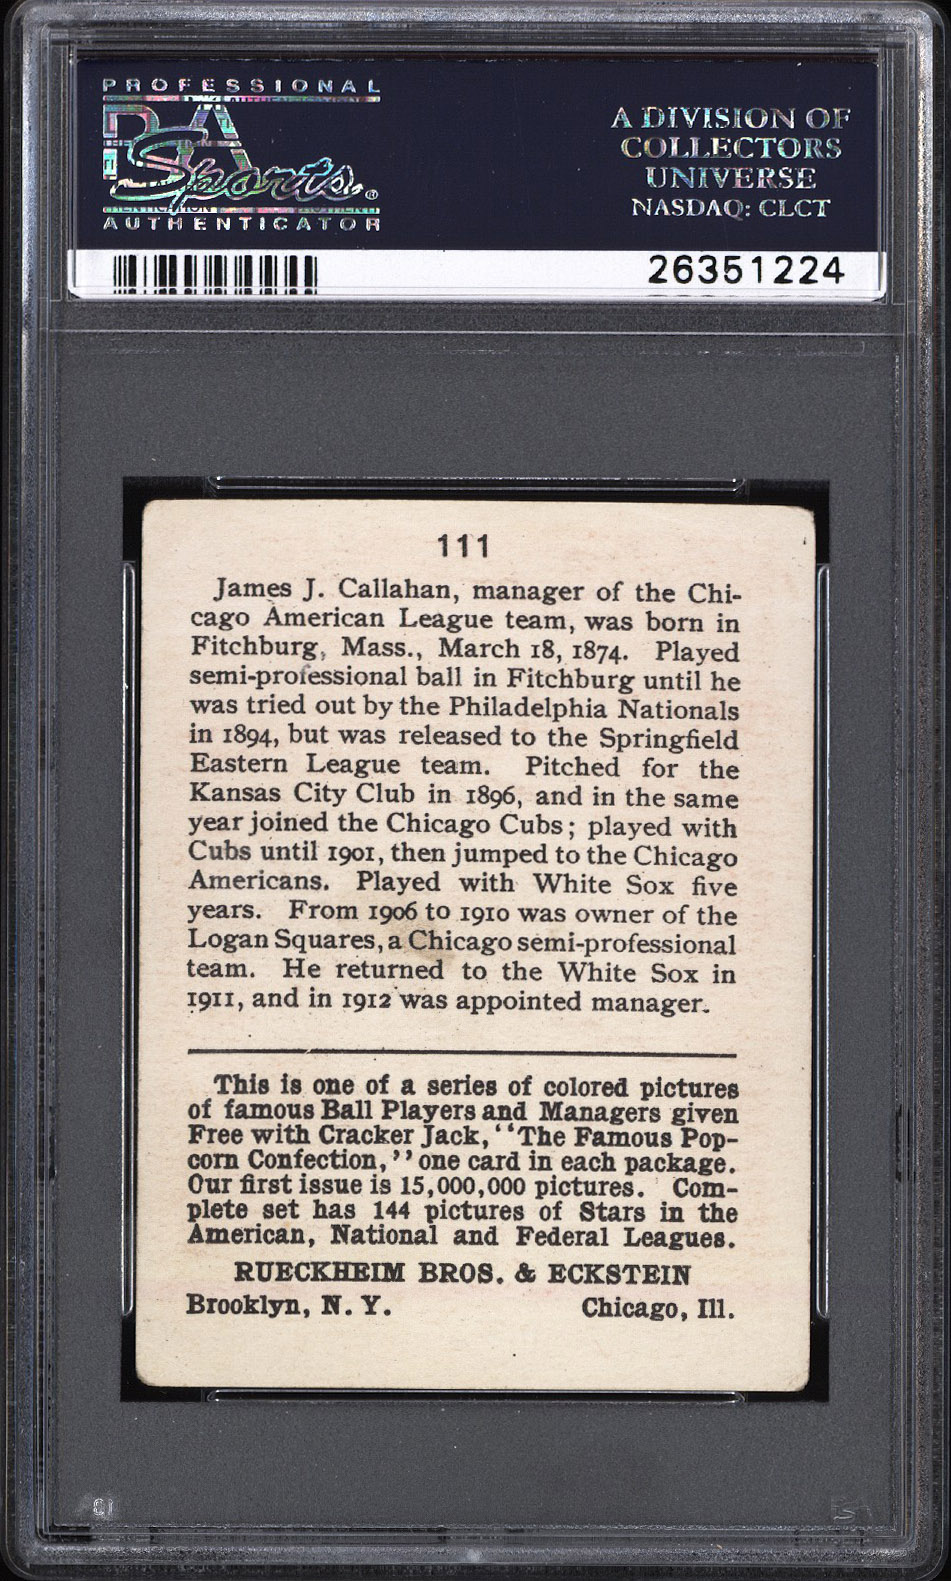 PROFESSIONAL
PSA
Sports®
AUTHENTICATOR
A DIVISION OF
COLLECTORS
UNIVERSE
NASDAQ: CLCT
26351224
111
James J. Callahan, manager of the Chi-
cago American League team, was born in
Fitchburg, Mass., March 18, 1874. Played
semi-professional ball in Fitchburg until he
was tried out by the Philadelphia Nationals
in 1894, but was released to the Springfield
Eastern League team. Pitched for the
Kansas City Club in 1896, and in the same
year joined the Chicago Cubs; played with
Cubs until 1901, then jumped to the Chicago
Americans. Played with White Sox five
years. From 1906 to 1910 was owner of the
Logan Squares, a Chicago semi-professional
team. He returned to the White Sox in
1911, and in 1912 was appointed manager.
This is one of a series of colored pictures
of famous Ball Players and Managers given
Free with Cracker Jack, "The Famous Pop-
corn Confection," one card in each package.
Our first issue is 15,000,000 pictures. Com-
plete set has 144 pictures of Stars in the
American, National and Federal Leagues.
RUECKHEIM BROS. & ECKSTEIN
Brooklyn, N. Y. Chicago, Ill.